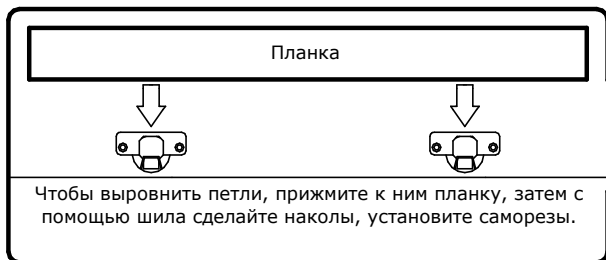 Планка
Чтобы выровнить петли, прижмите к ним планку, затем с
помощью шила сделайте наколы, установите саморезы.